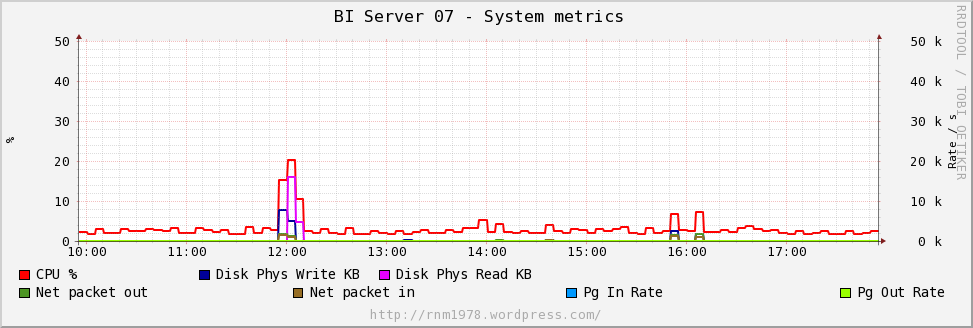 BI Server 07 - System metrics
RRDTOOL / TOBI OETIKER
%
Rate / s
50 50 k
40 40 k
30 30 k
20 20 k
10 10 k
0 0 k
10:00 11:00 12:00 13:00 14:00 15:00 16:00 17:00
CPU % Disk Phys Write KB Disk Phys Read KB
Net packet out Net packet in Pg In Rate Pg Out Rate
http://rnm1978.wordpress.com/